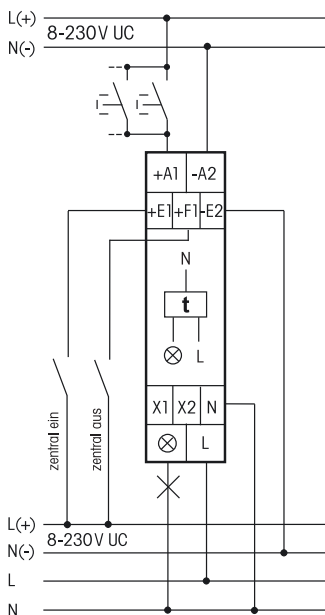 L(+)
8-230V UC
N(-)
+A1 -A2
+E1 +F1 -E2
N
t
L
X1 X2 N
L
zentral ein
zentral aus
L(+)
8-230V UC
N(-)
L
N